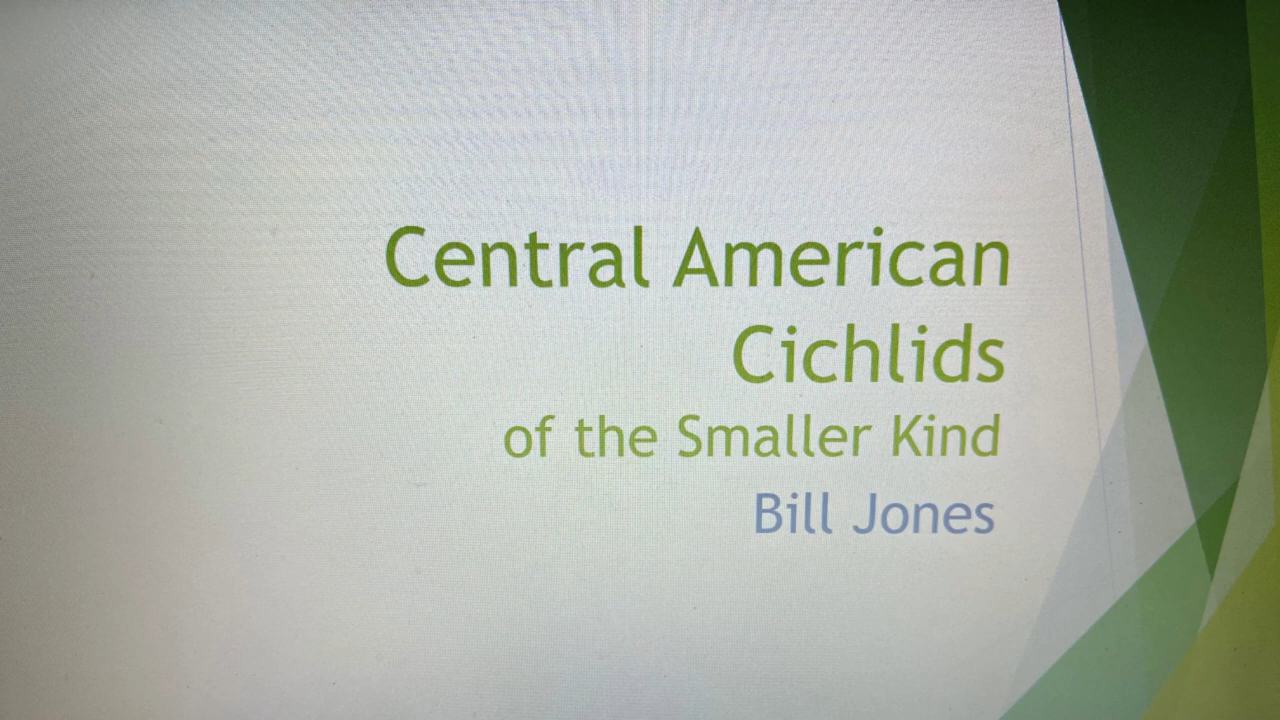 Central American
Cichlids
of the Smaller Kind
Bill Jones